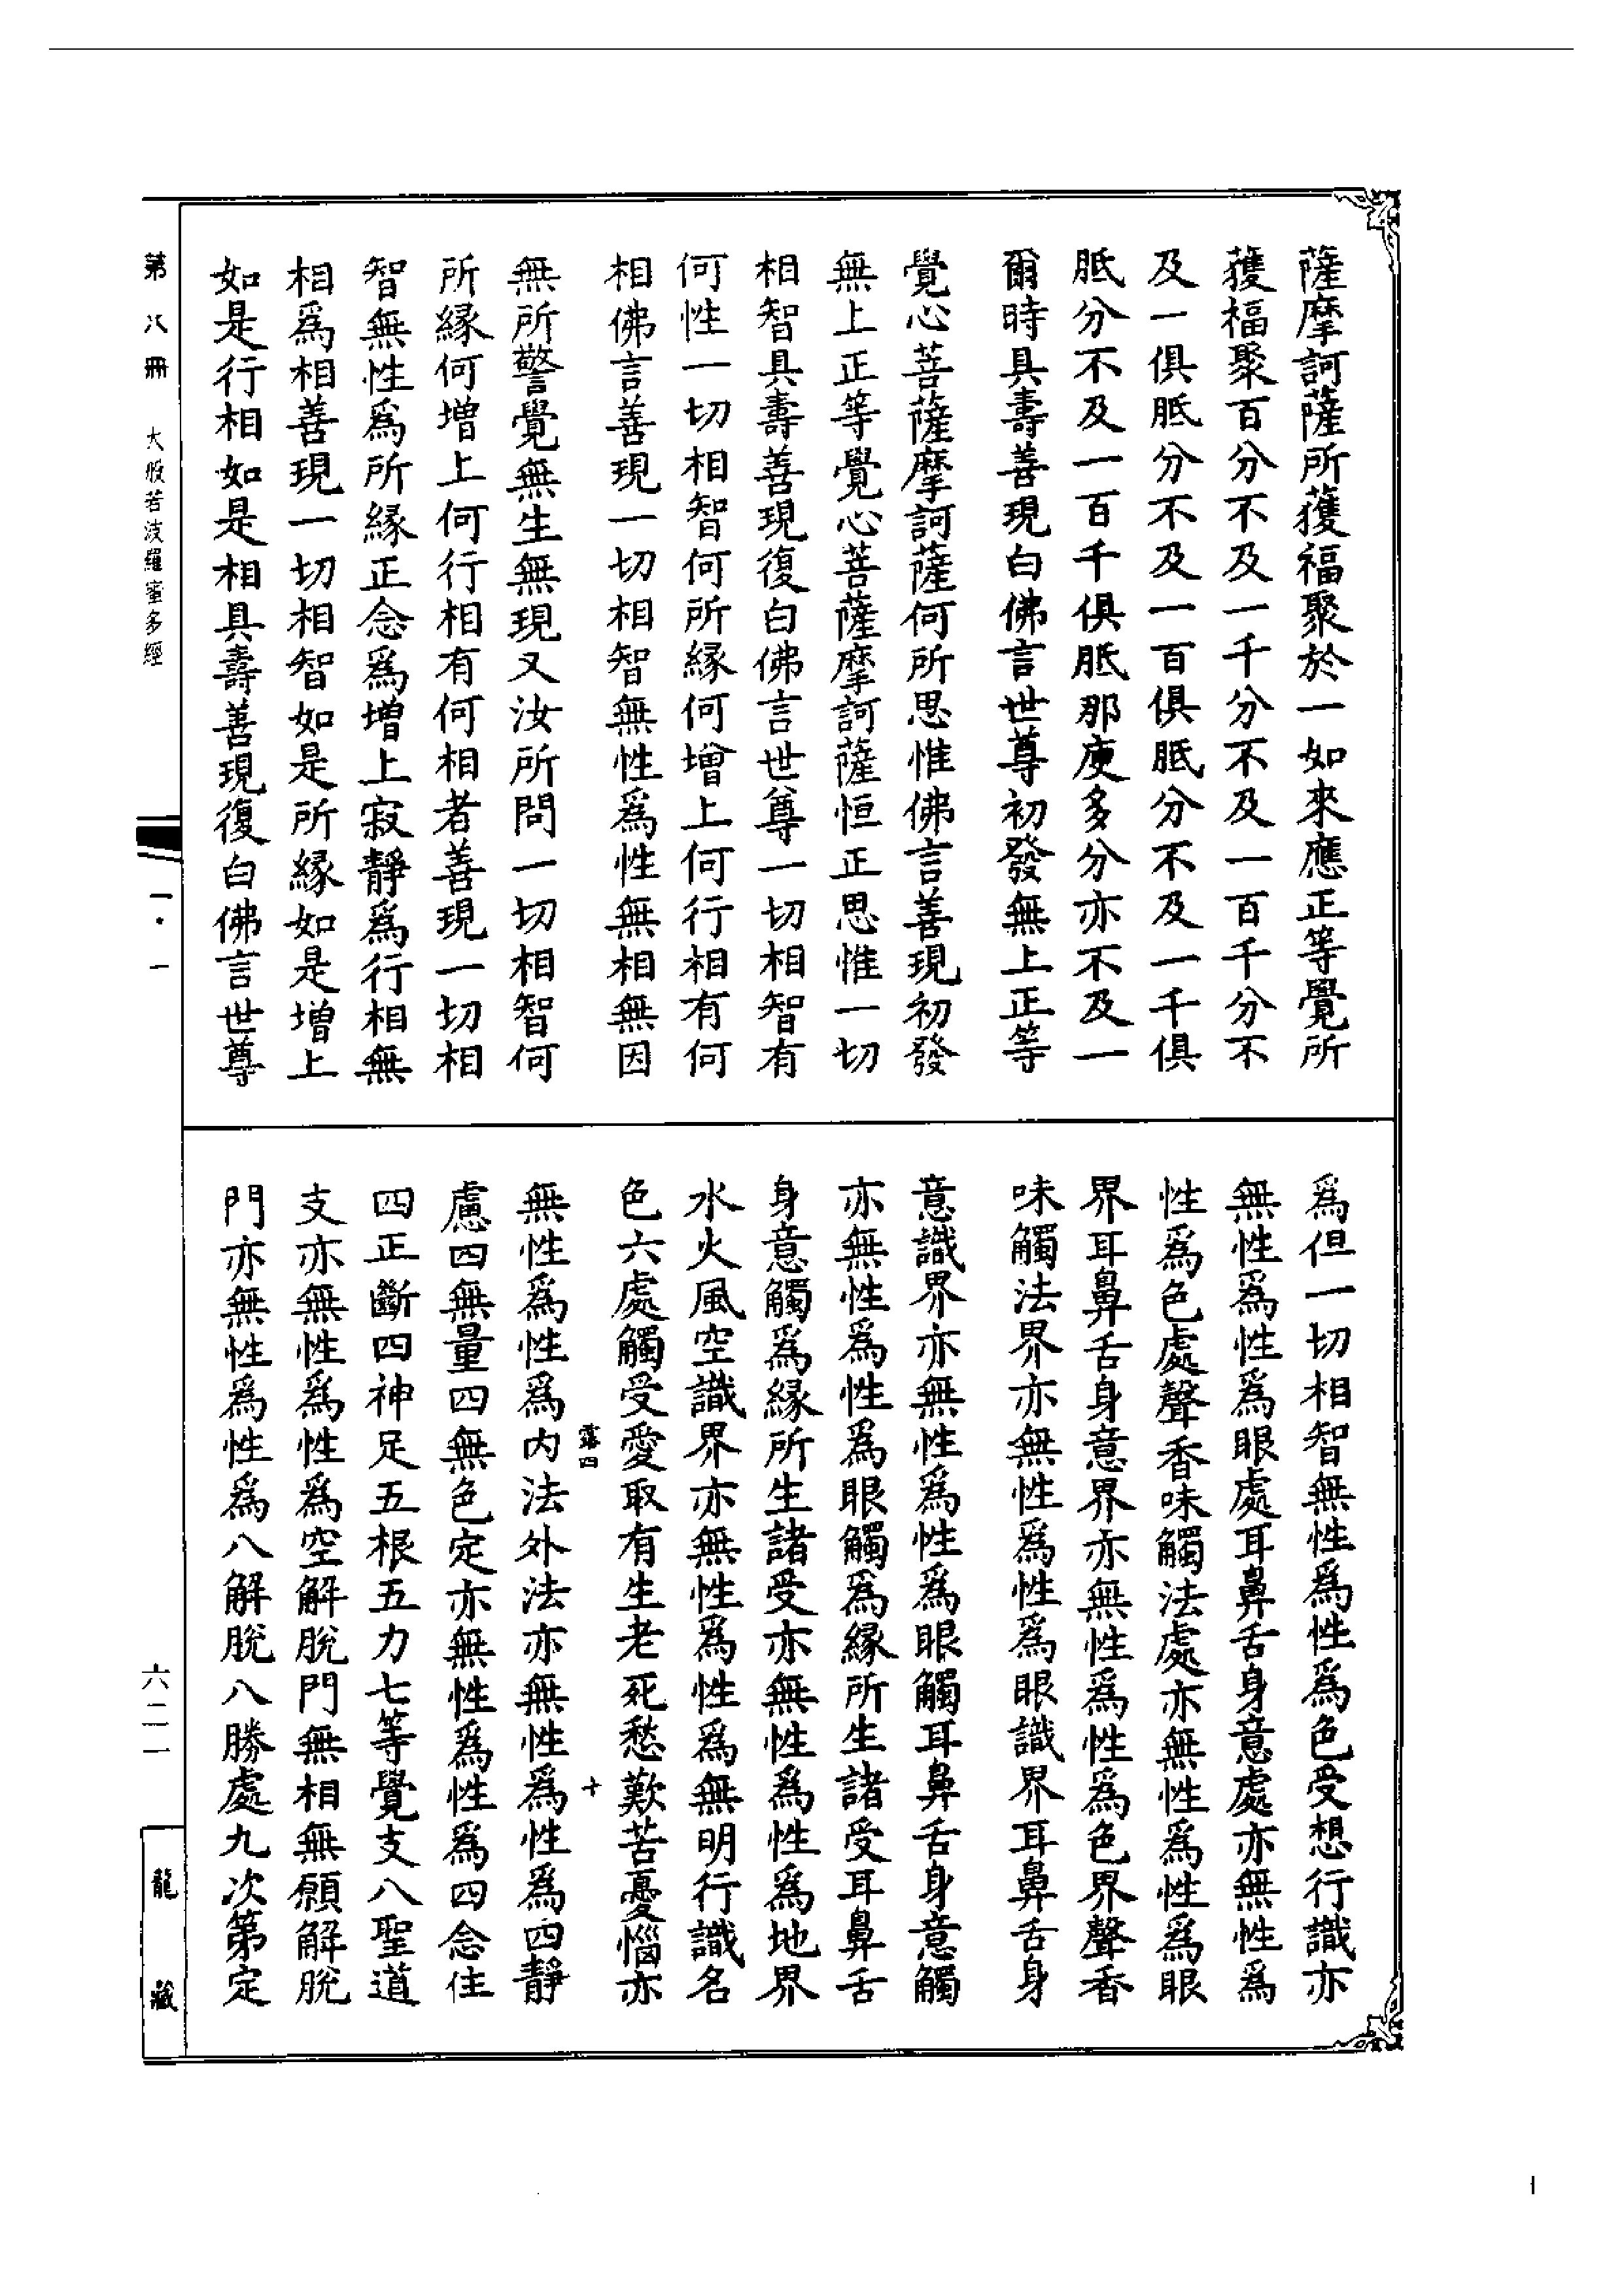 薩摩訶薩所獲福聚於一如來應正等覺所
獲福聚百分不及一千分不及一百千分不
及一俱胝分不及一百俱胝分不及一千俱
胝分不及一百千俱胝那庾多分亦不及一
爾時具壽善現白佛言世尊初發無上正等
覺心菩薩摩訶薩何所思惟佛言善現初發
無上正等覺心菩薩摩訶薩恒正思惟一切
相智具壽善現復白佛言世尊一切相智有
何性一切相智何所緣何增上何行相有何
相佛言善現一切相智無性爲性無相無因
無所警覺無生無現又汝所問一切相智何
所緣何增上何行相有何相者善現一切相
智無性爲所緣正念爲增上寂靜爲行相無
相爲相善現一切相智如是所緣如是增上
如是行相如是相具壽善現復白佛言世尊
爲但一切相智無性爲性爲色受想行識亦
無性爲性爲眼處耳鼻舌身意處亦無性爲
性爲色處聲香味觸法處亦無性爲性爲眼
界耳鼻舌身意界亦無性爲性爲色界聲香
味觸法界亦無性爲性爲眼識界耳鼻舌身
意識界亦無性爲性爲眼觸耳鼻舌身意觸
亦無性爲性爲眼觸爲緣所生諸受耳鼻舌
身意觸爲緣所生諸受亦無性爲性爲地界
水火風空識界亦無性爲性爲無明行識名
色六處觸受愛取有生老死愁歎苦憂惱亦
露四 十
無性爲性爲內法外法亦無性爲性爲四靜
慮四無量四無色定亦無性爲性爲四念住
四正斷四神足五根五力七等覺支八聖道
支亦無性爲性爲空解脫門無相無願解脫
門亦無性爲性爲八解脫八勝處九次第定
第八冊 大般若波羅蜜多經
一·一
六二一
龍藏